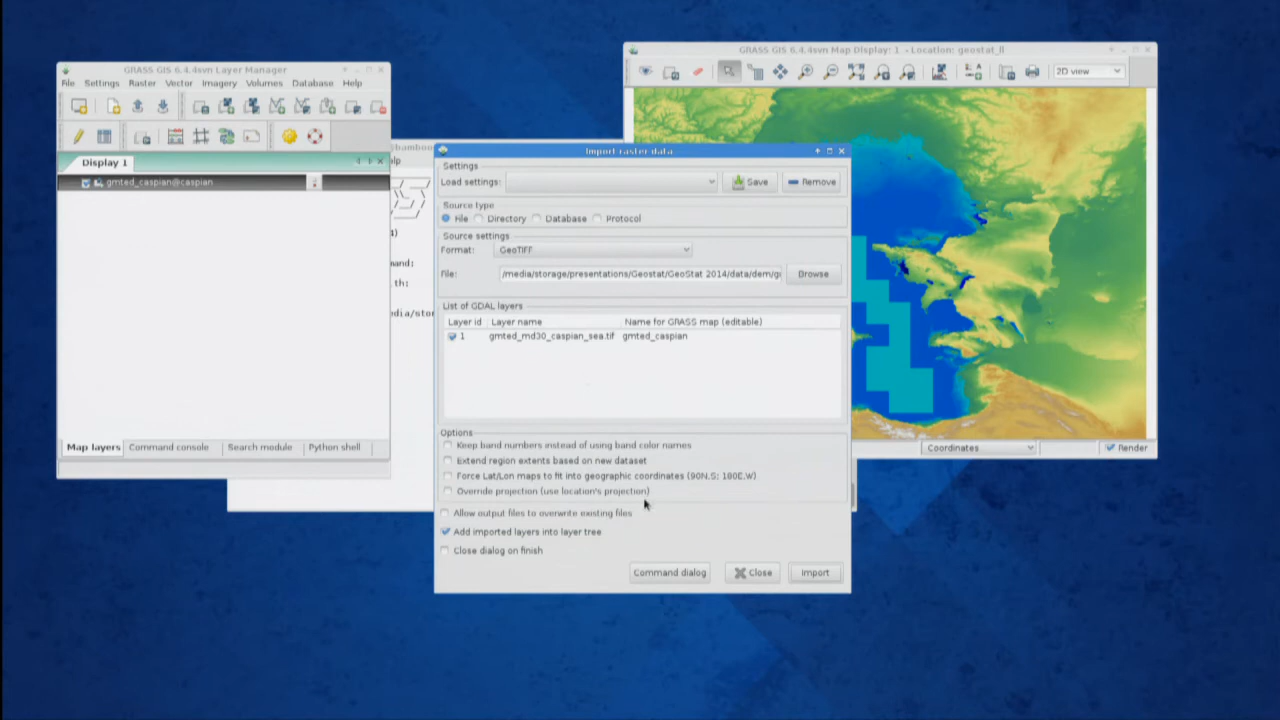 GRASS GIS 6.4.4svn Layer Manager
File Settings Raster Vector Imagery Volumes Database Help
Display 1
gmted_caspian@caspian
Map layers Command console Search module Python shell
GRASS GIS 6.4.4svn Map Display: 1 - Location: geostat_ll
2D view
Coordinates
Render
Import raster data
Settings
Load settings:
Save
Remove
Source type
File Directory Database Protocol
Source settings
Format: GeoTIFF
File: /media/storage/presentations/Geostat/GeoStat 2014/data/dem/g
Browse
List of GDAL layers
Layer id Layer name Name for GRASS map (editable)
1 gmted_md30_caspian_sea.tif gmted_caspian
Options
Keep band numbers instead of using band color names
Extend region extents based on new dataset
Force Lat/Lon maps to fit into geographic coordinates (90N,S; 180E,W)
Override projection (use location's projection)
Allow output files to overwrite existing files
Add imported layers into layer tree
Close dialog on finish
Command dialog Close Import